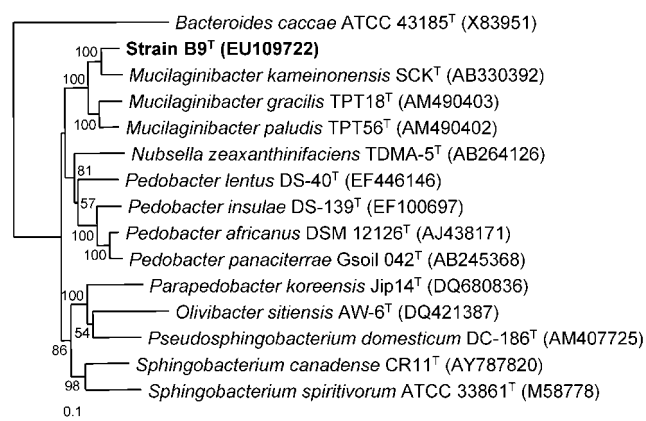 Bacteroides caccae ATCC 43185ᵀ (X83951)
Strain B9ᵀ (EU109722)
100
100
Mucilaginibacter kameinonensis SCKᵀ (AB330392)
Mucilaginibacter gracilis TPT18ᵀ (AM490403)
100
Mucilaginibacter paludis TPT56ᵀ (AM490402)
Nubsella zeaxanthinifaciens TDMA-5ᵀ (AB264126)
81
Pedobacter lentus DS-40ᵀ (EF446146)
57
Pedobacter insulae DS-139ᵀ (EF100697)
100
Pedobacter africanus DSM 12126ᵀ (AJ438171)
100
Pedobacter panaciterrae Gsoil 042ᵀ (AB245368)
Parapedobacter koreensis Jip14ᵀ (DQ680836)
100
Olivibacter sitiensis AW-6ᵀ (DQ421387)
54
Pseudosphingobacterium domesticum DC-186ᵀ (AM407725)
86
Sphingobacterium canadense CR11ᵀ (AY787820)
98
Sphingobacterium spiritivorum ATCC 33861ᵀ (M58778)
0.1